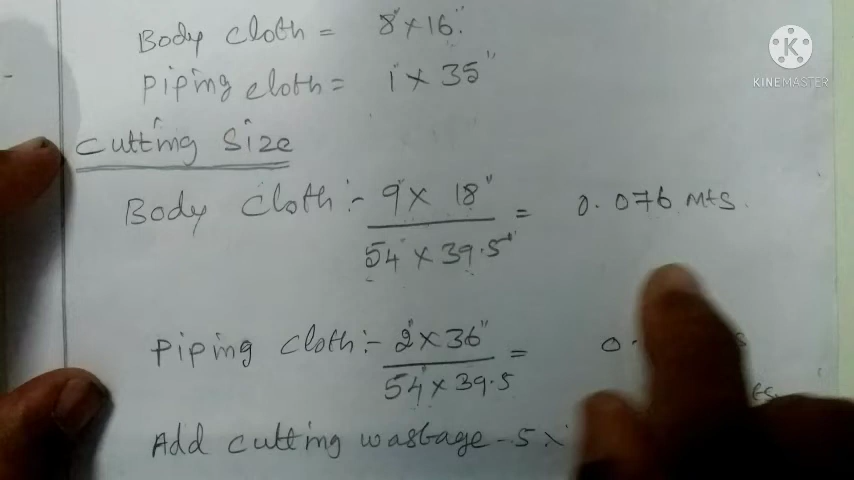 Body cloth = 8" x 16"
K
KINEMASTER
Piping cloth = 1 x 35"
Cutting Size
Body cloth :- 9 x 18" / 54 x 39.5" = 0.076 Mts.
Piping cloth :- 2 x 36" / 54 x 39.5 = 0.
Add cutting wastage - 5